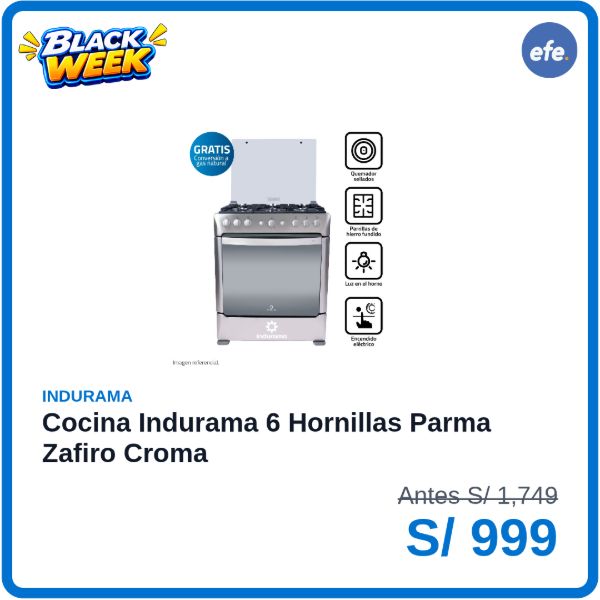 BLACK
WEEK
efe.
GRATIS
Conversión a
gas natural
Quemador
sellados
Parrillas de
hierro fundido
Luz en el horno
Encendido
eléctrico
indurama
Imagen referencial.
INDURAMA
Cocina Indurama 6 Hornillas Parma
Zafiro Croma
Antes S/ 1,749
S/ 999